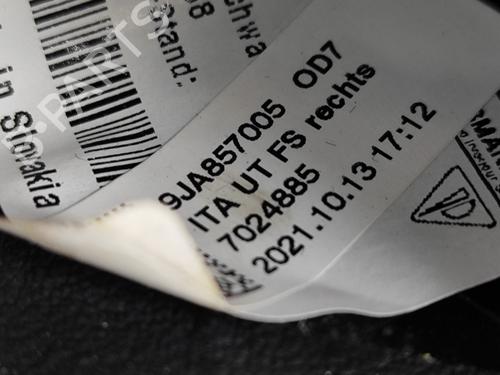 in Slovakia
Stand:
9JA857005 OD7
ITA UT FS rechts
7024885
2021.10.13 17:12